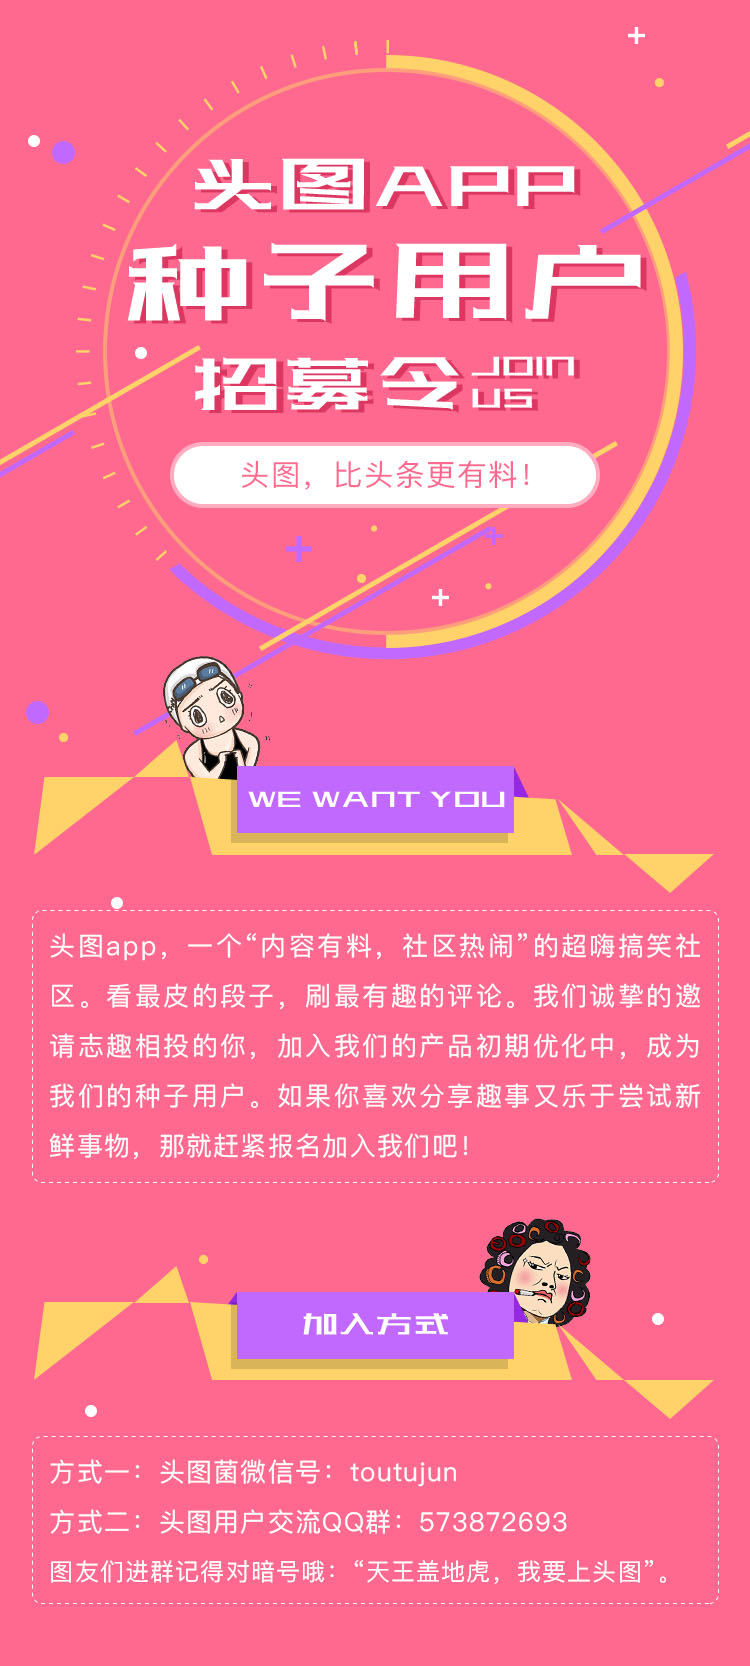 头图APP
种子用户
招募令JOIN US
头图，比头条更有料！
WE WANT YOU
头图app，一个“内容有料，社区热闹”的超嗨搞笑社
区。看最皮的段子，刷最有趣的评论。我们诚挚的邀
请志趣相投的你，加入我们的产品初期优化中，成为
我们的种子用户。如果你喜欢分享趣事又乐于尝试新
鲜事物，那就赶紧报名加入我们吧！
加入方式
方式一：头图菌微信号：toutujun
方式二：头图用户交流QQ群：573872693
图友们进群记得对暗号哦：“天王盖地虎，我要上头图”。